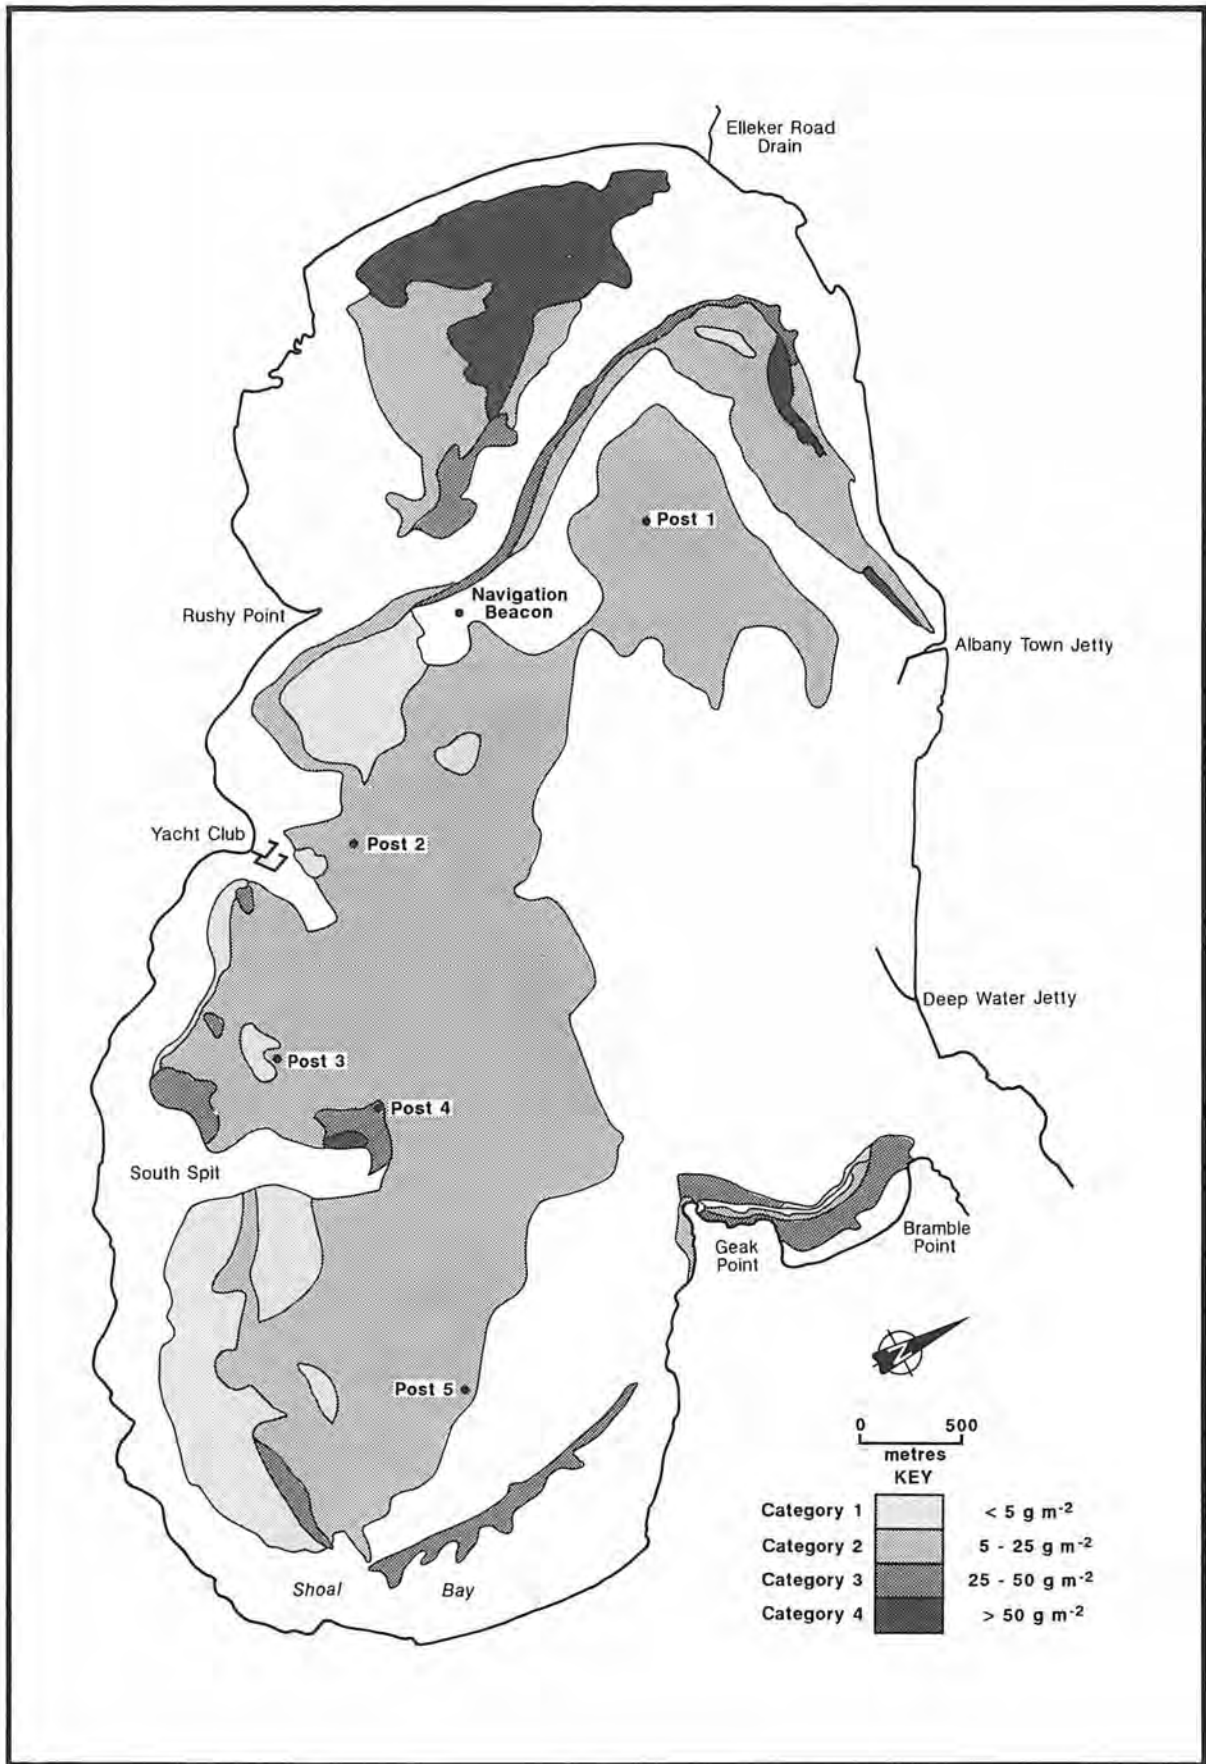 Elleker Road
Drain
Post 1
Navigation
Beacon
Rushy Point
Albany Town Jetty
Yacht Club
Post 2
Deep Water Jetty
Post 3
Post 4
South Spit
Geak
Point
Bramble
Point
N
Post 5
0 500
metres
KEY
Category 1 < 5 g m⁻²
Category 2 5 - 25 g m⁻²
Category 3 25 - 50 g m⁻²
Category 4 > 50 g m⁻²
Shoal Bay